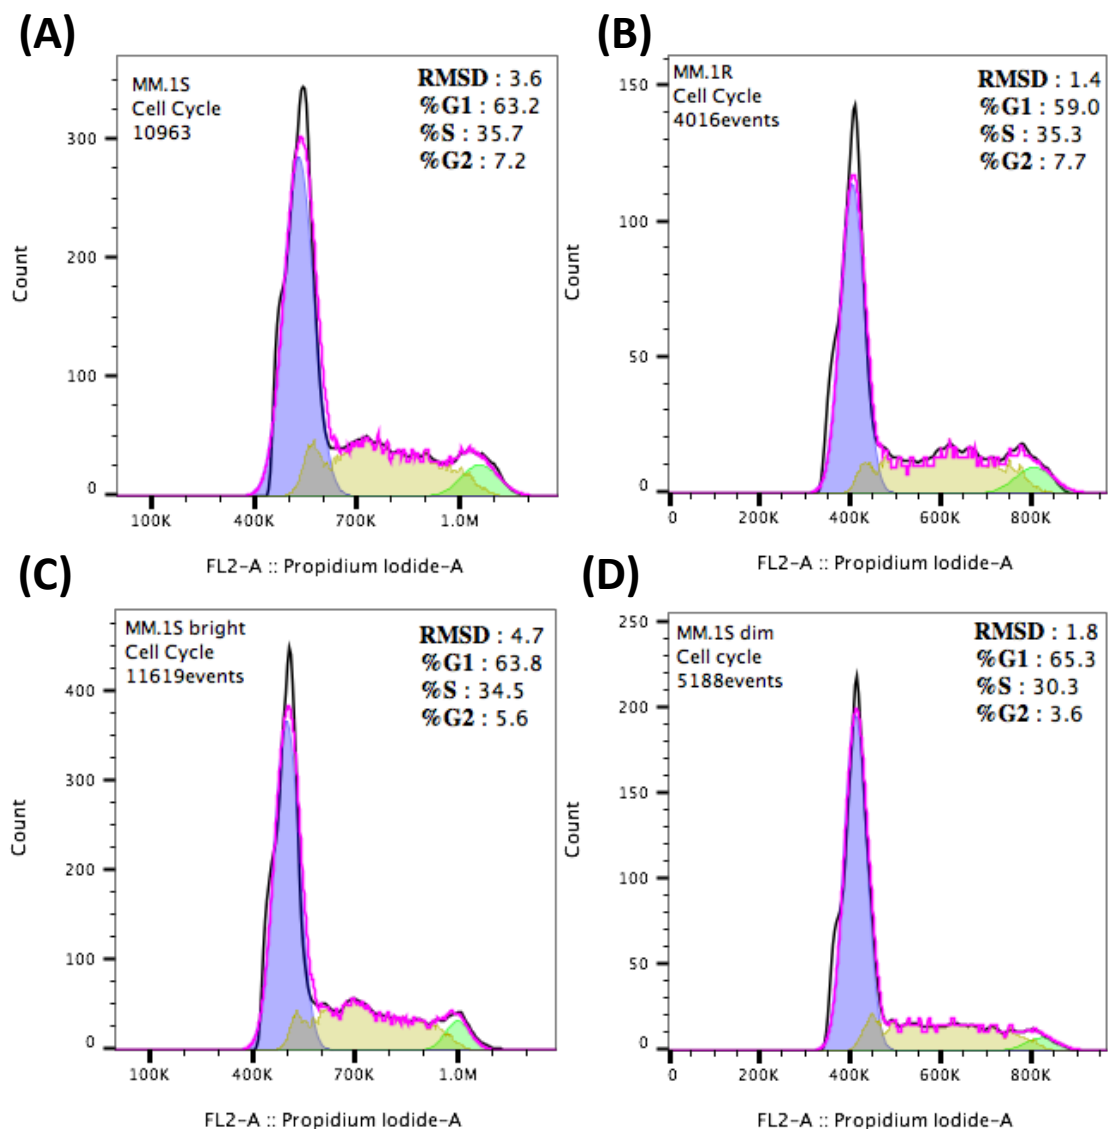 (A)
MM.1S
Cell Cycle
10963
RMSD : 3.6
%G1 : 63.2
%S : 35.7
%G2 : 7.2
300
200
100
0
Count
100K 400K 700K 1.0M
FL2-A :: Propidium Iodide-A
(B)
MM.1R
Cell Cycle
4016events
RMSD : 1.4
%G1 : 59.0
%S : 35.3
%G2 : 7.7
150
100
50
0
Count
0 200K 400K 600K 800K
FL2-A :: Propidium Iodide-A
(C)
MM.1S bright
Cell Cycle
11619events
RMSD : 4.7
%G1 : 63.8
%S : 34.5
%G2 : 5.6
400
300
200
100
0
Count
100K 400K 700K 1.0M
FL2-A :: Propidium Iodide-A
(D)
MM.1S dim
Cell cycle
5188events
RMSD : 1.8
%G1 : 65.3
%S : 30.3
%G2 : 3.6
250
200
150
100
50
0
Count
0 200K 400K 600K 800K
FL2-A :: Propidium Iodide-A